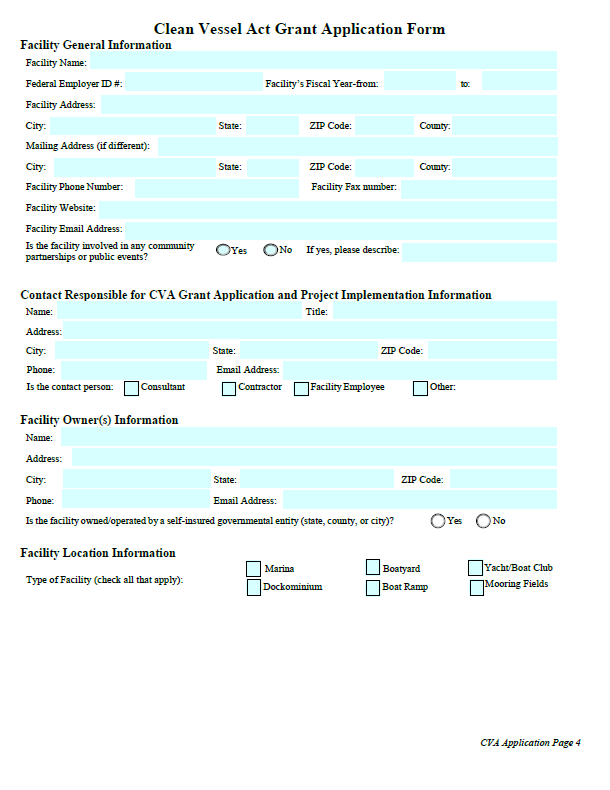 Clean Vessel Act Grant Application Form
Facility General Information
Facility Name:
Federal Employer ID #: Facility's Fiscal Year-from: to:
Facility Address:
City: State: ZIP Code: County:
Mailing Address (if different):
City: State: ZIP Code: County:
Facility Phone Number: Facility Fax number:
Facility Website:
Facility Email Address:
Is the facility involved in any community
partnerships or public events? Yes No If yes, please describe:
Contact Responsible for CVA Grant Application and Project Implementation Information
Name: Title:
Address:
City: State: ZIP Code:
Phone: Email Address:
Is the contact person: Consultant Contractor Facility Employee Other:
Facility Owner(s) Information
Name:
Address:
City: State: ZIP Code:
Phone: Email Address:
Is the facility owned/operated by a self-insured governmental entity (state, county, or city)? Yes No
Facility Location Information
Type of Facility (check all that apply):
Marina Boatyard Yacht/Boat Club
Dockominium Boat Ramp Mooring Fields
CVA Application Page 4